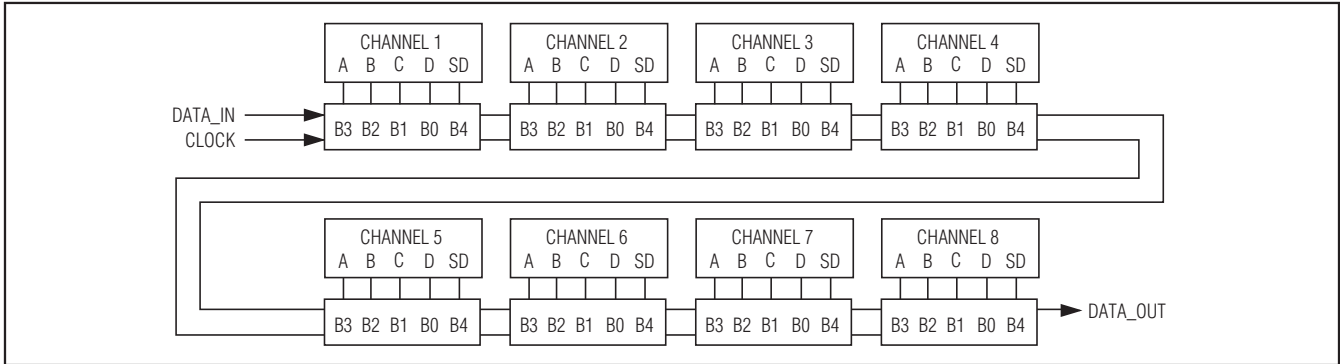 CHANNEL 1 CHANNEL 2 CHANNEL 3 CHANNEL 4
A B C D SD A B C D SD A B C D SD A B C D SD
DATA_IN
CLOCK
B3 B2 B1 B0 B4 B3 B2 B1 B0 B4 B3 B2 B1 B0 B4 B3 B2 B1 B0 B4
CHANNEL 5 CHANNEL 6 CHANNEL 7 CHANNEL 8
A B C D SD A B C D SD A B C D SD A B C D SD
B3 B2 B1 B0 B4 B3 B2 B1 B0 B4 B3 B2 B1 B0 B4 B3 B2 B1 B0 B4
DATA_OUT